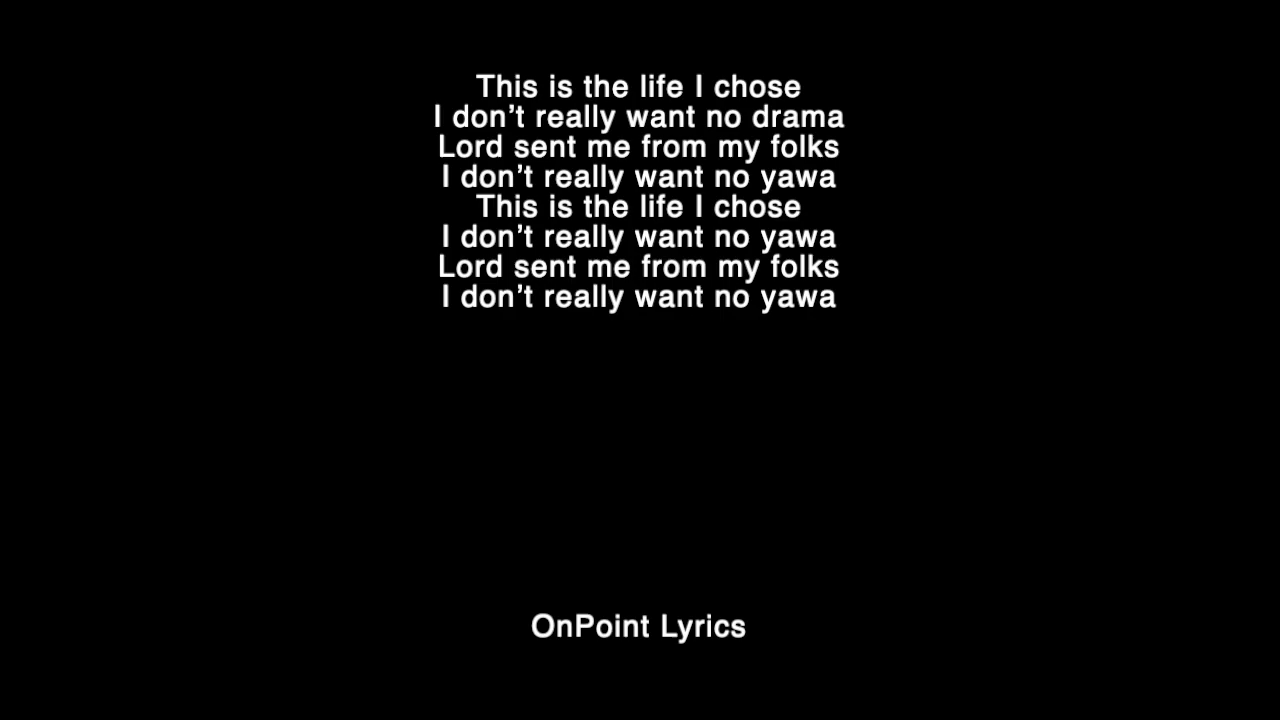 This is the life I chose
I don't really want no drama
Lord sent me from my folks
I don't really want no yawa
This is the life I chose
I don't really want no yawa
Lord sent me from my folks
I don't really want no yawa
OnPoint Lyrics